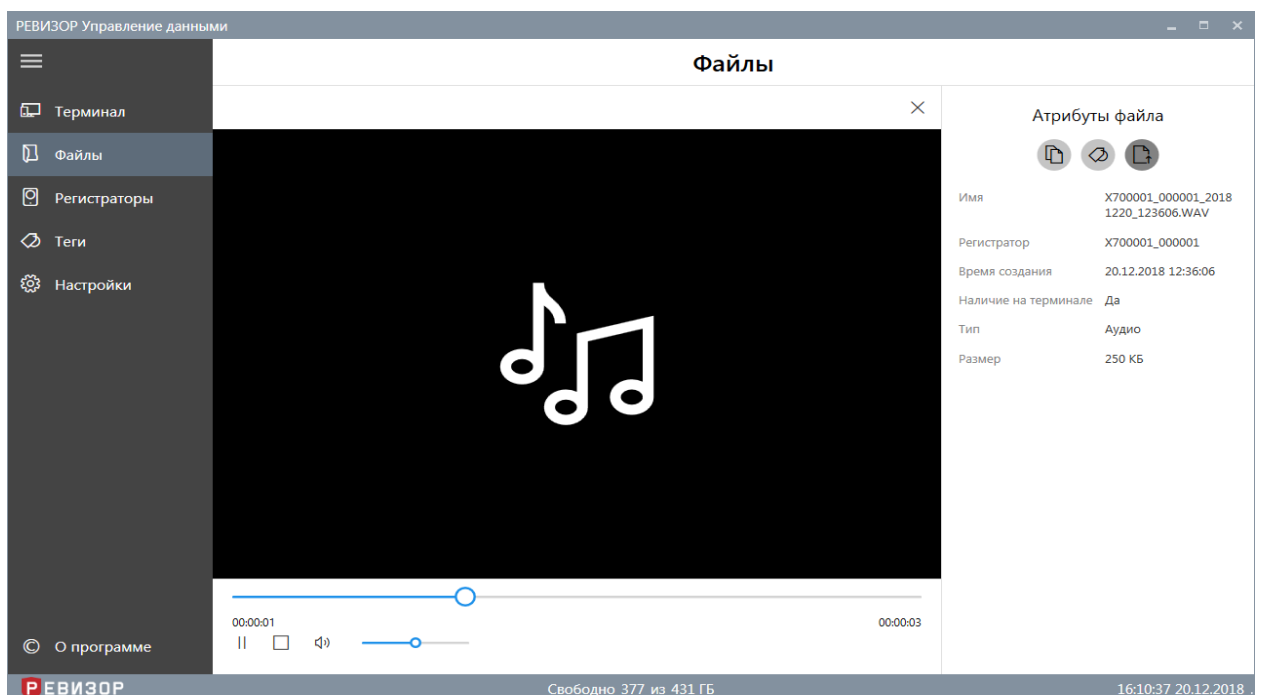 РЕВИЗОР Управление данными
Файлы
Терминал
Файлы
Регистраторы
Теги
Настройки
© О программе
Атрибуты файла
Имя X700001_000001_2018
1220_123606.WAV
Регистратор X700001_000001
Время создания 20.12.2018 12:36:06
Наличие на терминале Да
Тип Аудио
Размер 250 КБ
00:00:01 00:00:03
РЕВИЗОР Свободно 377 из 431 ГБ 16:10:37 20.12.2018 .